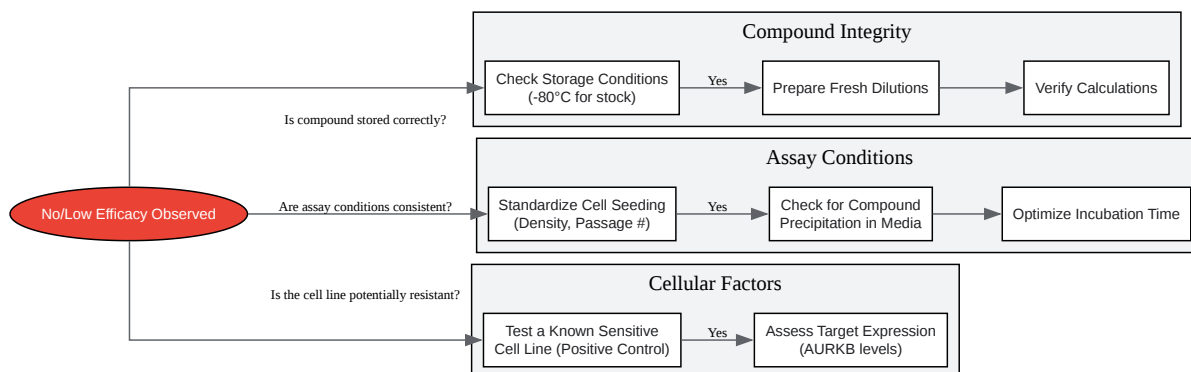 Compound Integrity
Check Storage Conditions
(-80°C for stock)
Yes
Prepare Fresh Dilutions
Verify Calculations
Is compound stored correctly?
Assay Conditions
No/Low Efficacy Observed
Are assay conditions consistent?
Standardize Cell Seeding
(Density, Passage #)
Yes
Check for Compound
Precipitation in Media
Optimize Incubation Time
Is the cell line potentially resistant?
Cellular Factors
Test a Known Sensitive
Cell Line (Positive Control)
Yes
Assess Target Expression
(AURKB levels)